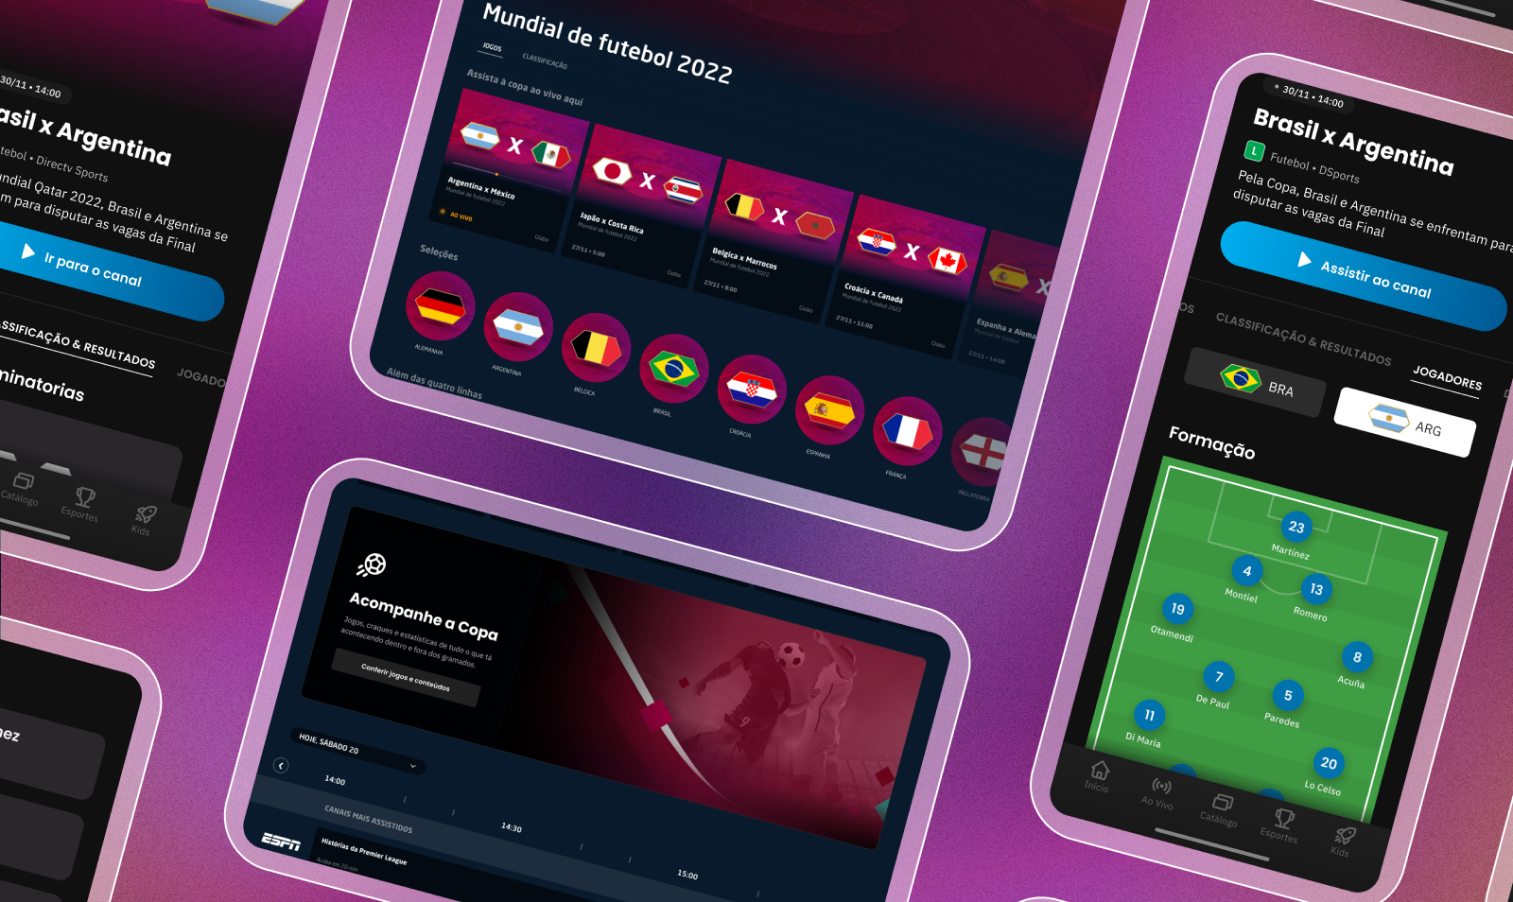 30/11 • 14:00
asil x Argentina
tebol • Directv Sports
ndial Qatar 2022, Brasil e Argentina se
m para disputar as vagas da Final
Ir para o canal
ASSIFICAÇÃO & RESULTADOS
JOGADO
minatorias
Catálogo
Esportes
Kids
nez
Mundial de futebol 2022
JOGOS
CLASSIFICAÇÃO
Assista à copa ao vivo aqui
X
Argentina x México
Mundial de futebol 2022
AO VIVO
Globo
X
Japão x Costa Rica
Mundial de futebol 2022
27/11 • 5:00
Globo
X
Belgica x Marrocos
Mundial de futebol 2022
27/11 • 9:00
Globo
X
Croácia x Canadá
Mundial de futebol 2022
27/11 • 11:00
Globo
X
Espanha x Alema
Mundial de futebol 2022
27/11 • 14:00
Seleções
ALEMANHA
ARGENTINA
BÉLGICA
BRASIL
CROÁCIA
ESPANHA
FRANÇA
INGLATERRA
Além das quatro linhas
Acompanhe a Copa
Jogos, craques e estatísticas de tudo o que tá
acontecendo dentro e fora dos gramados.
Conferir jogos e conteúdos
HOJE, SÁBADO 20
14:00
14:30
15:00
CANAIS MAIS ASSISTIDOS
ESPN
Histórias da Premier League
Acaba em 20 min
30/11 • 14:00
Brasil x Argentina
L
Futebol • DSports
Pela Copa, Brasil e Argentina se enfrentam para
disputar as vagas da Final
Assistir ao canal
OS
CLASSIFICAÇÃO & RESULTADOS
JOGADORES
BRA
ARG
Formação
23
Martínez
4
Montiel
13
Romero
19
Otamendi
8
Acuña
7
De Paul
5
Paredes
11
Di Maria
20
Lo Celso
Início
Ao Vivo
Catálogo
Esportes
Kids